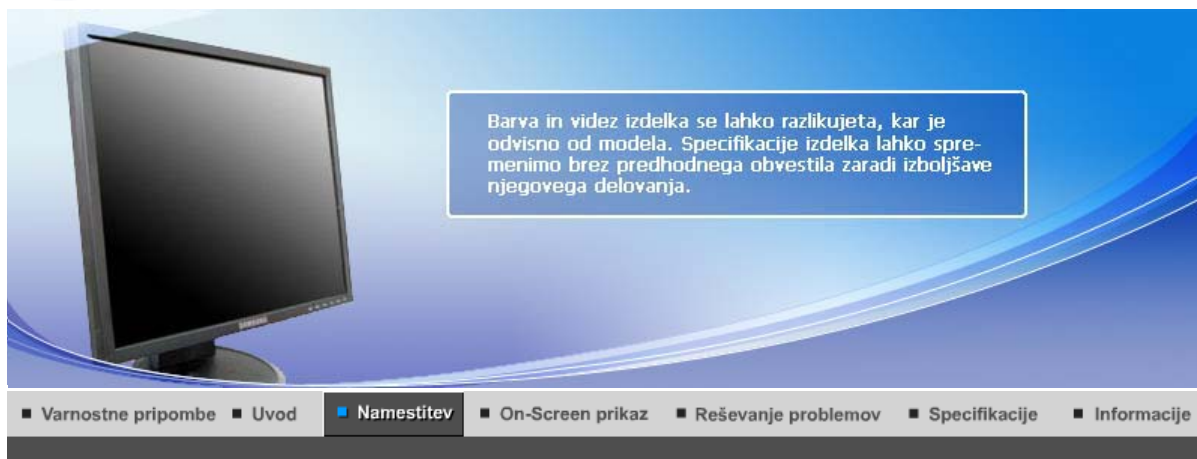 Barva in videz izdelka se lahko razlikujeta, kar je
odvisno od modela. Specifikacije izdelka lahko spre-
menimo brez predhodnega obvestila zaradi izboljšave
njegovega delovanja.
SAMSUNG
Varnostne pripombe Uvod Namestitev On-Screen prikaz Reševanje problemov Specifikacije Informacije